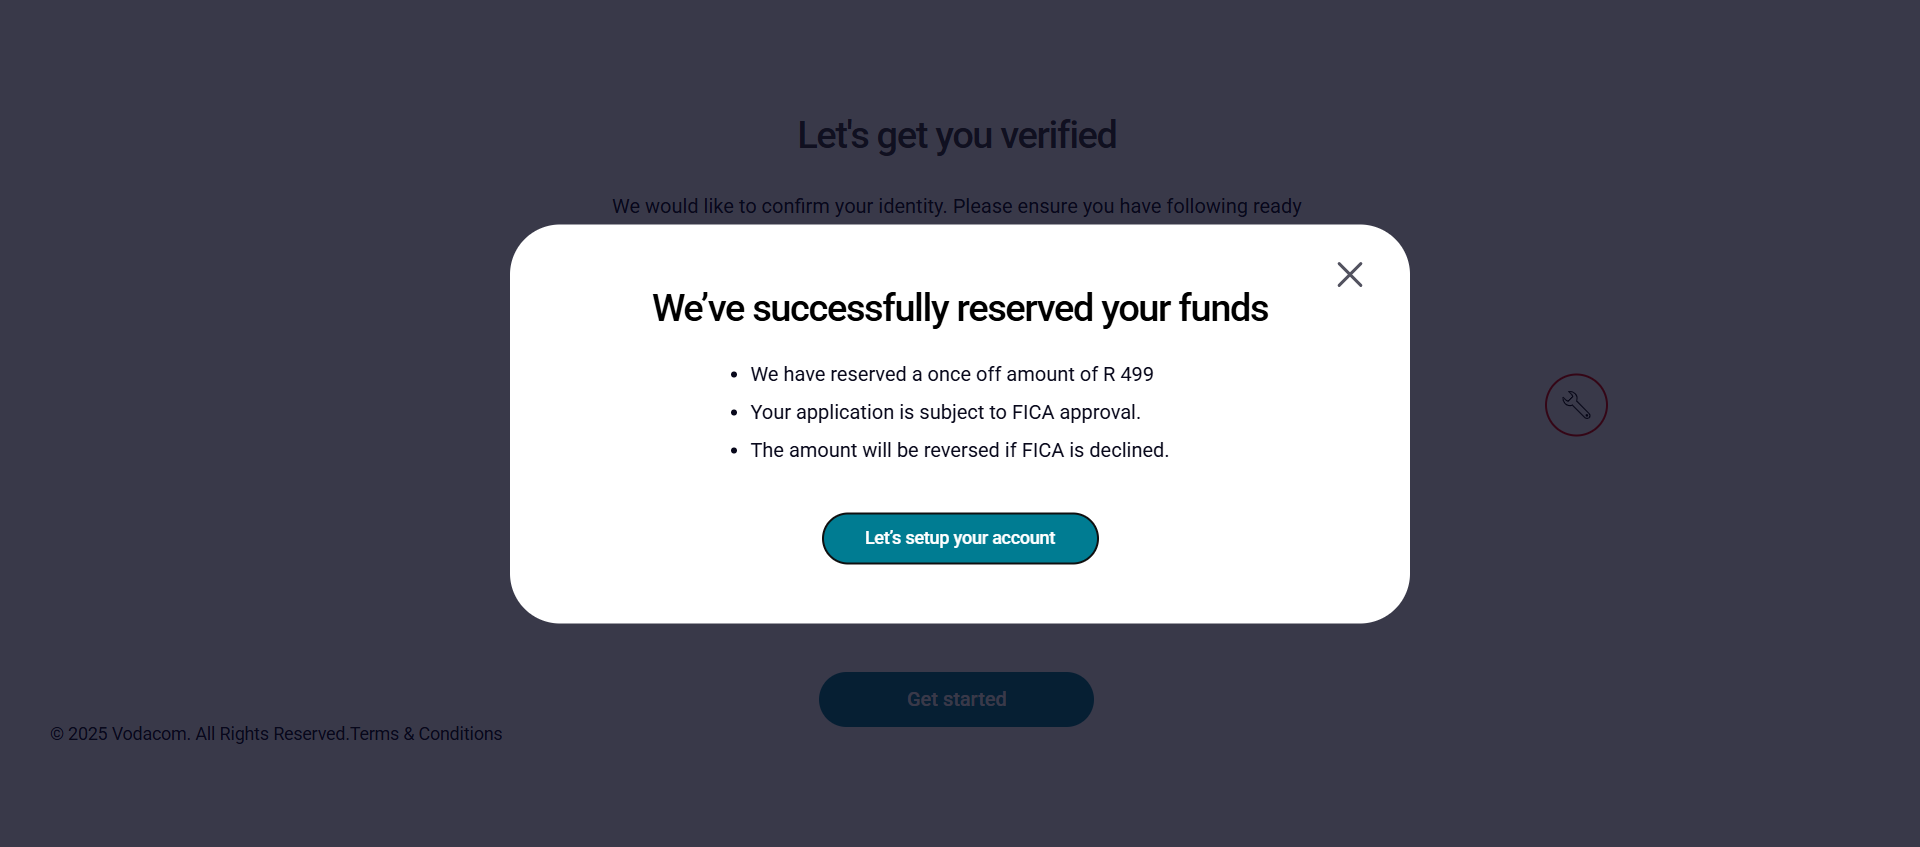 Let's get you verified
We would like to confirm your identity. Please ensure you have following ready
We’ve successfully reserved your funds
• We have reserved a once off amount of R 499
• Your application is subject to FICA approval.
• The amount will be reversed if FICA is declined.
Let’s setup your account
Get started
© 2025 Vodacom. All Rights Reserved.Terms & Conditions